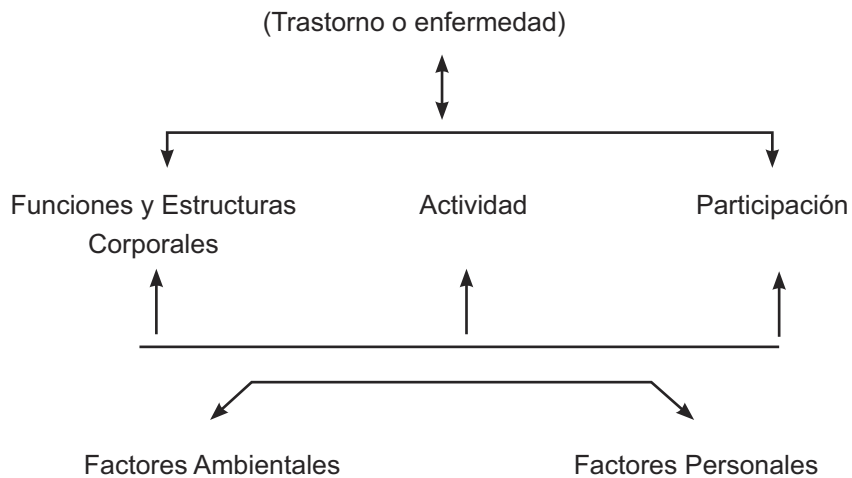 (Trastorno o enfermedad)
Funciones y Estructuras
Corporales
Actividad
Participación
Factores Ambientales
Factores Personales